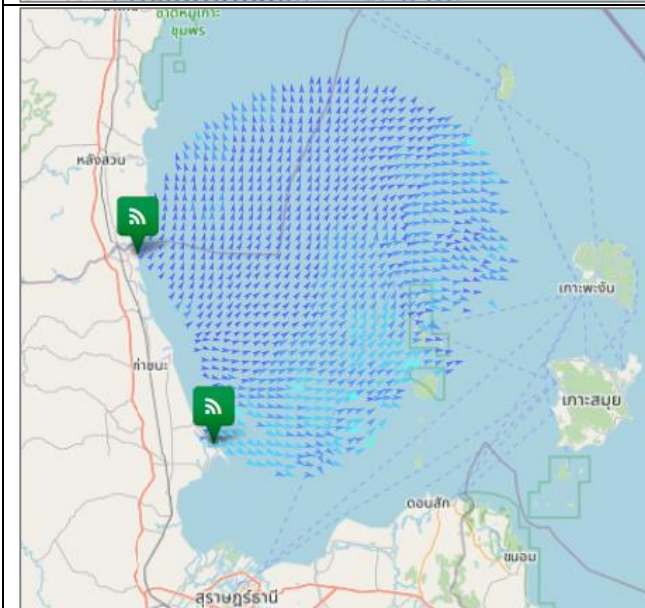 ชาติหมู่เกาะ
ชุมพร
หลังสวน
เกาะพะงัน
ท่าชนะ
เกาะสมุย
ดอนสัก
ขนอม
สุราษฎร์ธานี